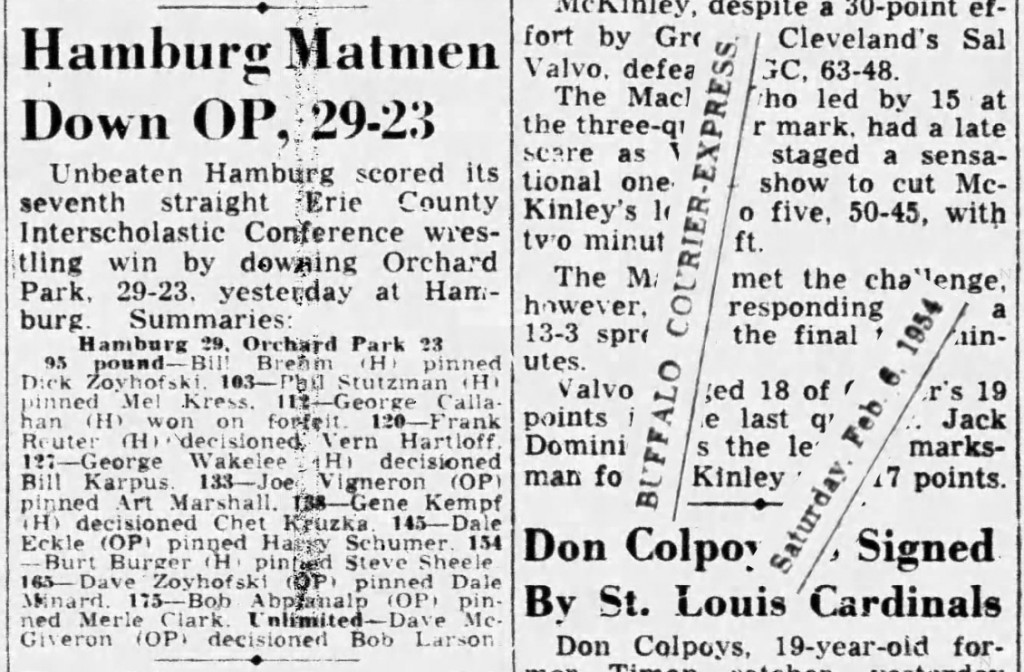 Hamburg Matmen
Down OP, 29-23
Unbeaten Hamburg scored its
seventh straight Erie County
Interscholastic Conference wres-
tling win by downing Orchard
Park, 29-23, yesterday at Ham-
burg. Summaries:
Hamburg 29, Orchard Park 23
95 pound—Bill Brehm (H) pinned
Dick Zoyhofski. 103—Phil Stutzman (H)
pinned Mel Kress. 112—George Calla-
han (H) won on forfeit. 120—Frank
Reuter (H) decisioned Vern Hartloff.
127—George Wakelee (H) decisioned
Bill Karpus. 133—Joe Vigneron (OP)
pinned Art Marshall. 138—Gene Kempf
(H) decisioned Chet Kruzka. 145—Dale
Eckle (OP) pinned Harry Schumer. 154
—Burt Burger (H) pinned Steve Sheele
165—Dave Zoyhofski (OP) pinned Dale
Minard. 175—Bob Abplanalp (OP) pin-
ned Merle Clark. Unlimited—Dave Mc-
Giveron (OP) decisioned Bob Larson
McKinley, despite a 30-point ef-
fort by Cleveland's Sal
Valvo, GC, 63-48.
The who led by 15 at
the mark, had a late
scare as staged a sensa-
tional one- show to cut Mc-
Kinley's five, 50-45, with
two
The met the challenge,
however, responding a
13-3 the final
utes.
Valvo 18 of 19
points last Jack
the marks-
man Kinley 17 points.
BUFFALO COURIER-EXPRESS
Saturday, Feb. 6, 1954
Don Signed
By St. Louis Cardinals
Don Colpoys, 19-year-old for-